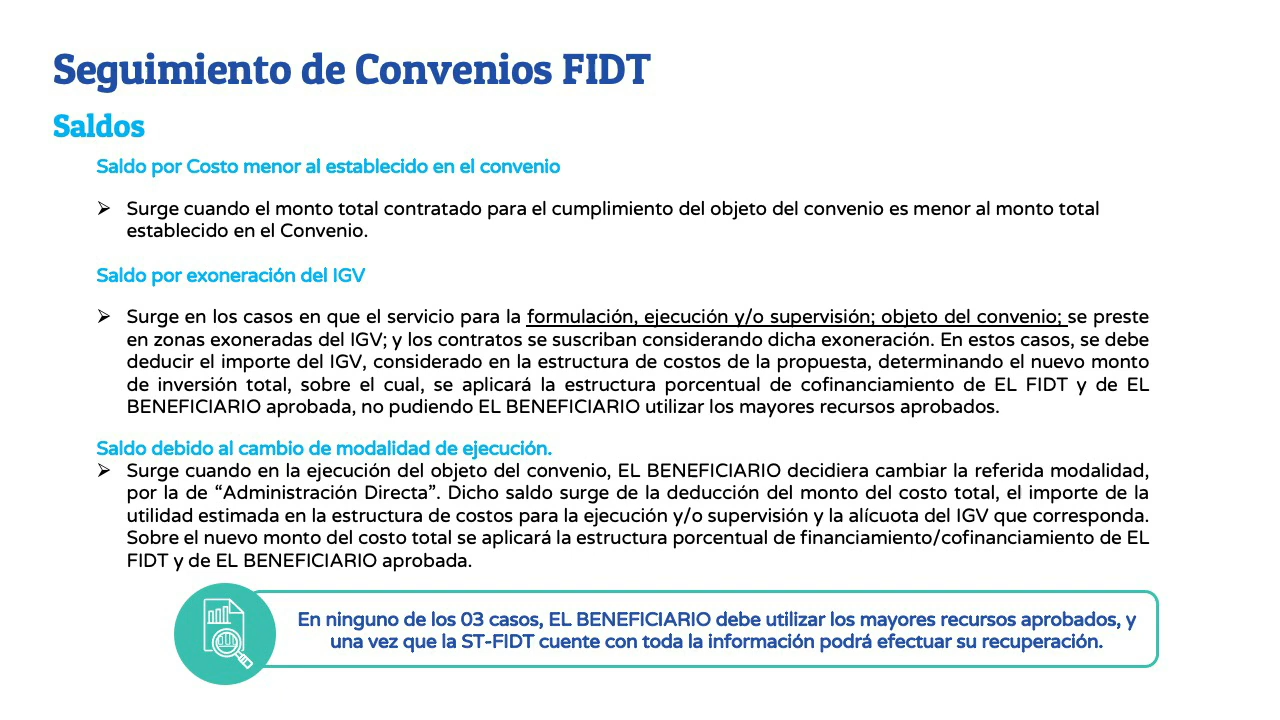 Seguimiento de Convenios FIDT
Saldos
Saldo por Costo menor al establecido en el convenio
➢ Surge cuando el monto total contratado para el cumplimiento del objeto del convenio es menor al monto total
establecido en el Convenio.
Saldo por exoneración del IGV
➢ Surge en los casos en que el servicio para la formulación, ejecución y/o supervisión; objeto del convenio; se preste
en zonas exoneradas del IGV; y los contratos se suscriban considerando dicha exoneración. En estos casos, se debe
deducir el importe del IGV, considerado en la estructura de costos de la propuesta, determinando el nuevo monto
de inversión total, sobre el cual, se aplicará la estructura porcentual de cofinanciamiento de EL FIDT y de EL
BENEFICIARIO aprobada, no pudiendo EL BENEFICIARIO utilizar los mayores recursos aprobados.
Saldo debido al cambio de modalidad de ejecución.
➢ Surge cuando en la ejecución del objeto del convenio, EL BENEFICIARIO decidiera cambiar la referida modalidad,
por la de “Administración Directa”. Dicho saldo surge de la deducción del monto del costo total, el importe de la
utilidad estimada en la estructura de costos para la ejecución y/o supervisión y la alícuota del IGV que corresponda.
Sobre el nuevo monto del costo total se aplicará la estructura porcentual de financiamiento/cofinanciamiento de EL
FIDT y de EL BENEFICIARIO aprobada.
En ninguno de los 03 casos, EL BENEFICIARIO debe utilizar los mayores recursos aprobados, y
una vez que la ST-FIDT cuente con toda la información podrá efectuar su recuperación.